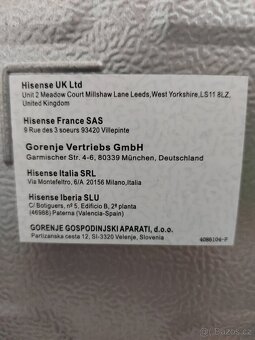 Hisense UK Ltd
Unit 2 Meadow Court Millshaw Lane Leeds,West Yorkshire,LS11 8LZ,
United Kingdom
Hisense France SAS
9 Rue des 3 soeurs 93420 Villepinte
Gorenje Vertriebs GmbH
Garmischer Str. 4-6, 80339 München, Deutschland
Hisense Italia SRL
Via Montefeltro, 6/A 20156 Milano,Italia
Hisense Iberia SLU
C/ Botiguers, nº 5, Edificio B, 2ª planta
(46988) Paterna (Valencia-Spain)
GORENJE GOSPODINJSKI APARATI, d.o.o.
Partizanska cesta 12, SI-3320 Velenje, Slovenia
4086104-F
sbazar.cz